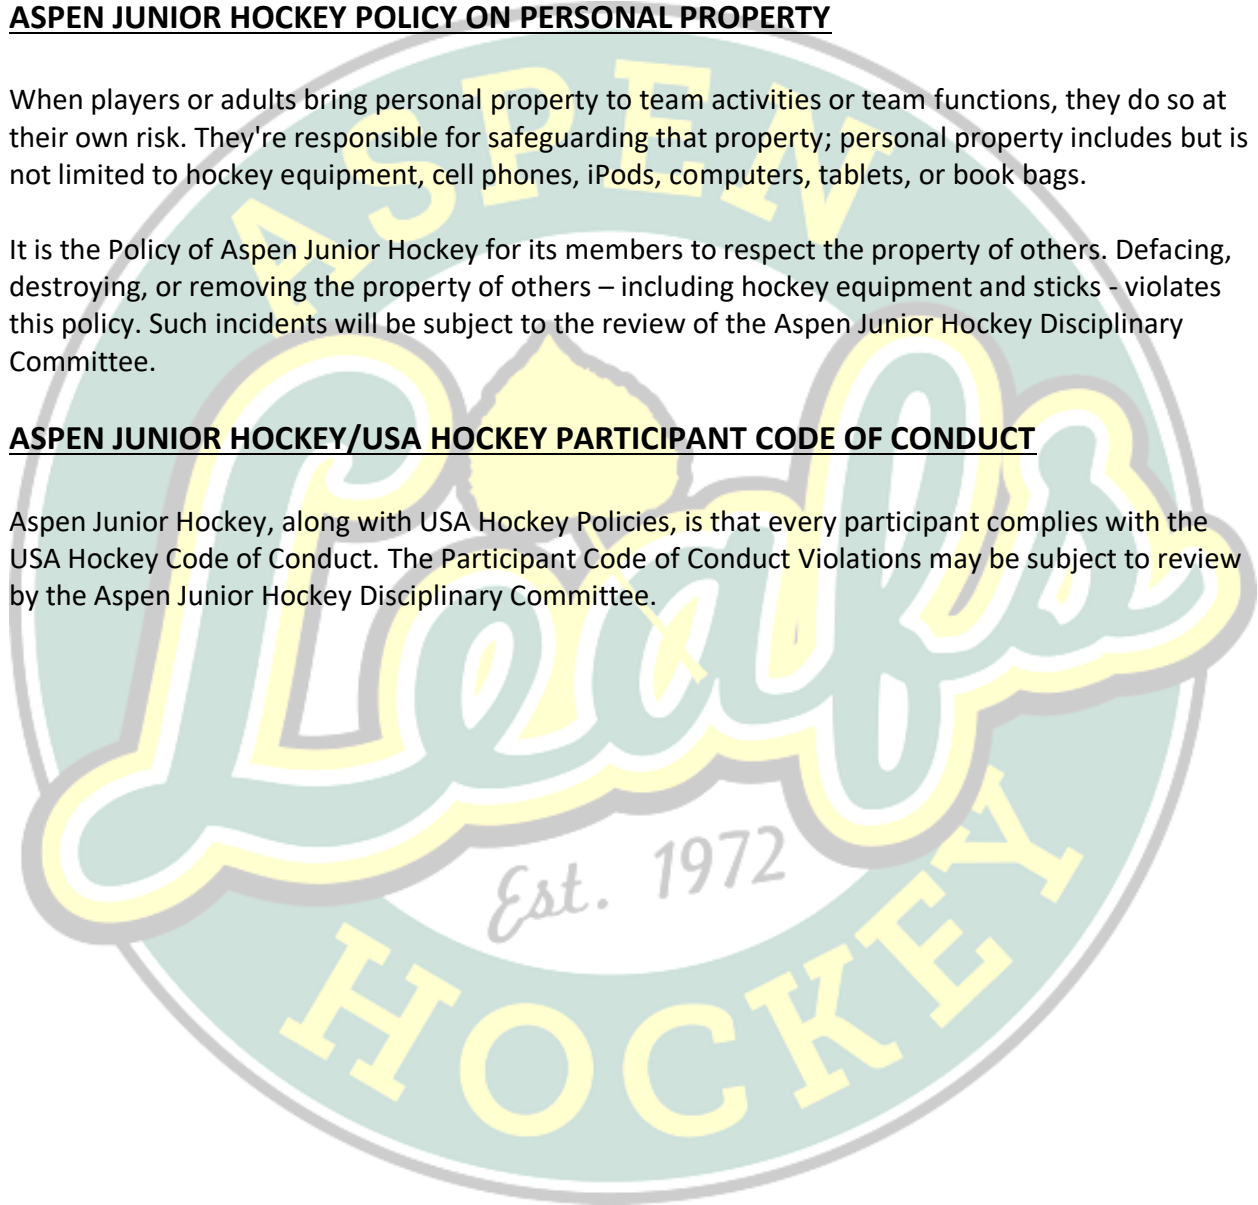 ASPEN JUNIOR HOCKEY POLICY ON PERSONAL PROPERTY
When players or adults bring personal property to team activities or team functions, they do so at
their own risk. They're responsible for safeguarding that property; personal property includes but is
not limited to hockey equipment, cell phones, iPods, computers, tablets, or book bags.
It is the Policy of Aspen Junior Hockey for its members to respect the property of others. Defacing,
destroying, or removing the property of others – including hockey equipment and sticks - violates
this policy. Such incidents will be subject to the review of the Aspen Junior Hockey Disciplinary
Committee.
ASPEN JUNIOR HOCKEY/USA HOCKEY PARTICIPANT CODE OF CONDUCT
Aspen Junior Hockey, along with USA Hockey Policies, is that every participant complies with the
USA Hockey Code of Conduct. The Participant Code of Conduct Violations may be subject to review
by the Aspen Junior Hockey Disciplinary Committee.
ASPEN
Leafs
Est. 1972
HOCKEY